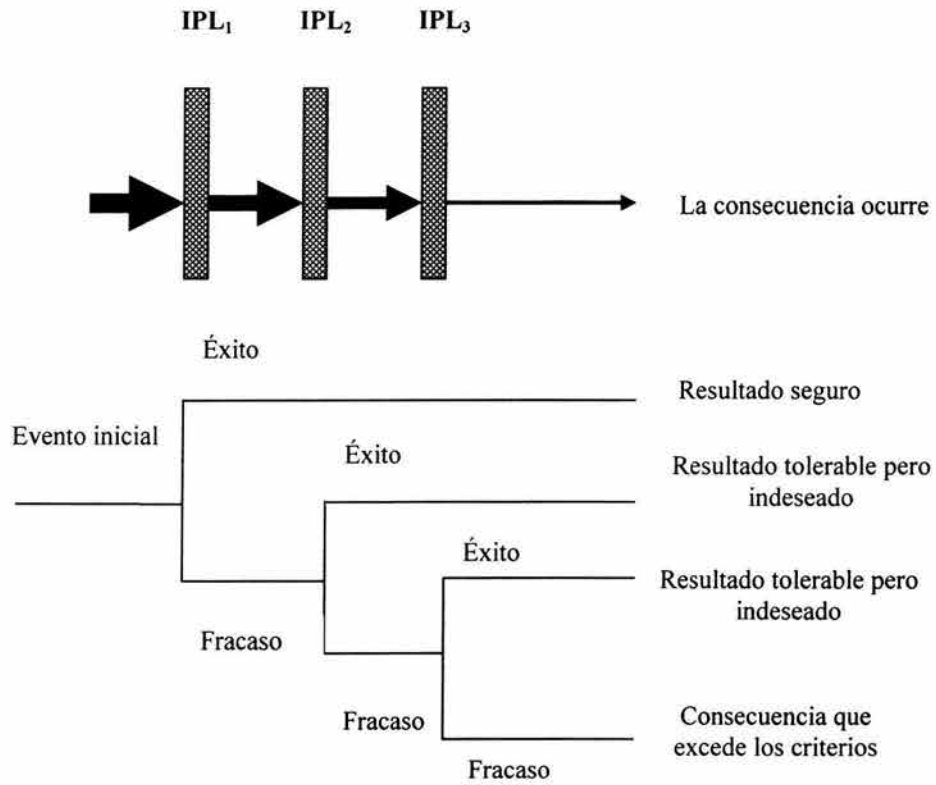 IPL₁ IPL₂ IPL₃
La consecuencia ocurre
Éxito
Resultado seguro
Evento inicial
Éxito
Resultado tolerable pero
indeseado
Éxito
Resultado tolerable pero
indeseado
Fracaso
Fracaso
Consecuencia que
excede los criterios
Fracaso